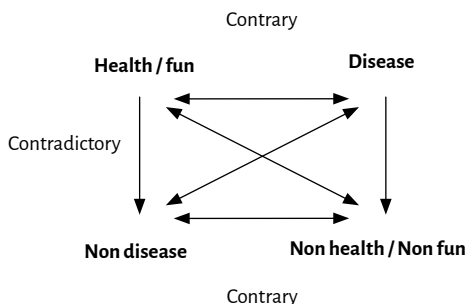 Contrary
Health / fun
Disease
Contradictory
Non disease
Non health / Non fun
Contrary